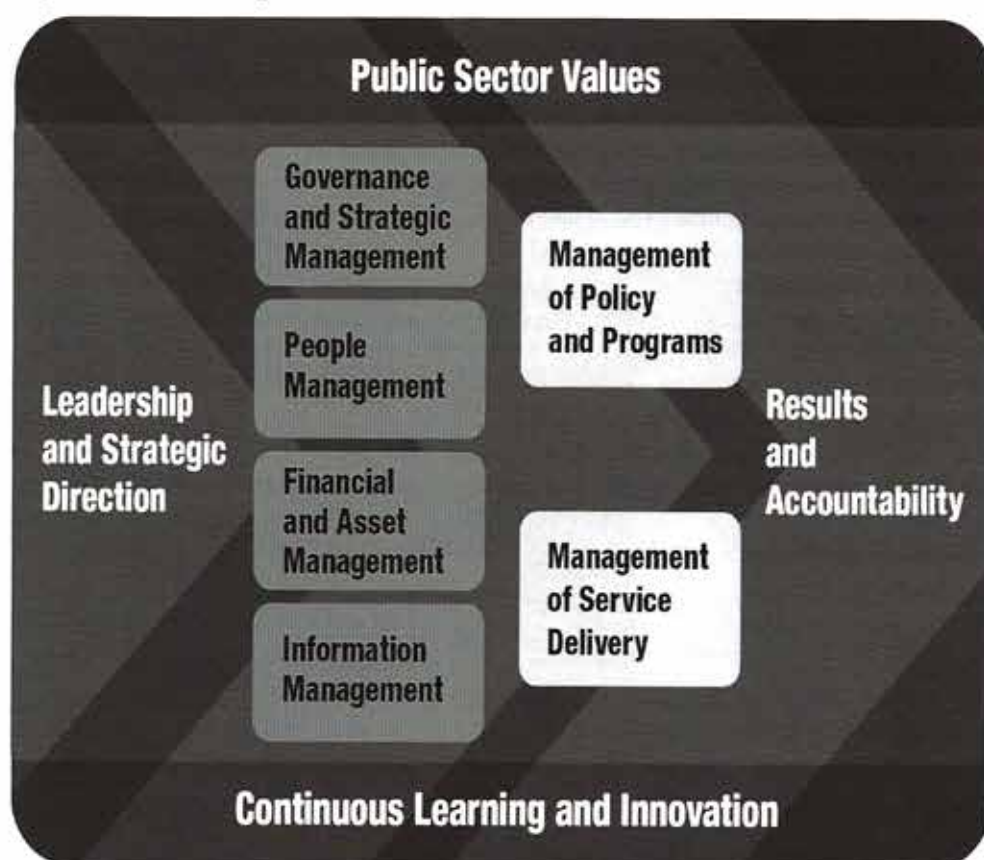 Public Sector Values
Leadership
and Strategic
Direction
Governance
and Strategic
Management
People
Management
Financial
and Asset
Management
Information
Management
Management
of Policy
and Programs
Management
of Service
Delivery
Results
and
Accountability
Continuous Learning and Innovation